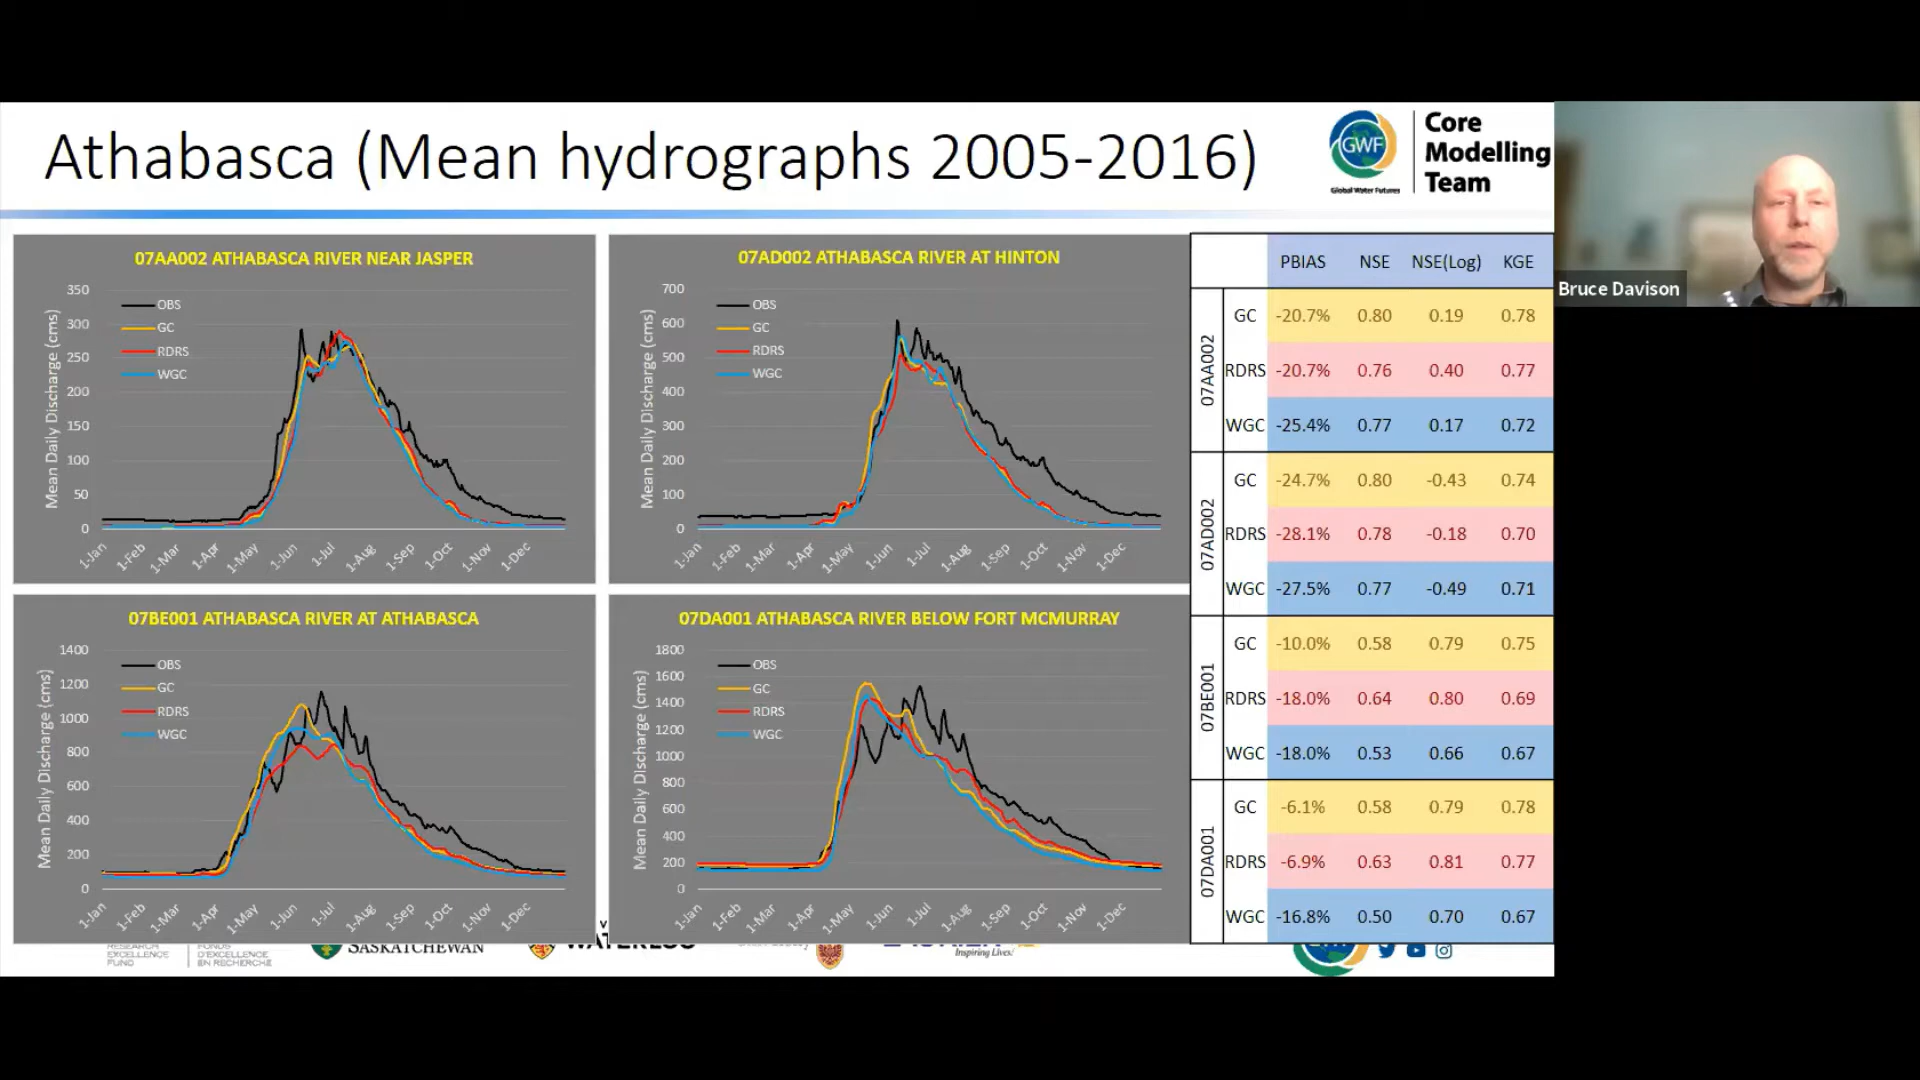 Athabasca (Mean hydrographs 2005-2016)
GWF
Global Water Futures
Core
Modelling
Team
Bruce Davison
07AA002 ATHABASCA RIVER NEAR JASPER
Mean Daily Discharge (cms)
350
300
250
200
150
100
50
0
OBS
GC
RDRS
WGC
1-Jan 1-Feb 1-Mar 1-Apr 1-May 1-Jun 1-Jul 1-Aug 1-Sep 1-Oct 1-Nov 1-Dec
07AD002 ATHABASCA RIVER AT HINTON
Mean Daily Discharge (cms)
700
600
500
400
300
200
100
0
OBS
GC
RDRS
WGC
1-Jan 1-Feb 1-Mar 1-Apr 1-May 1-Jun 1-Jul 1-Aug 1-Sep 1-Oct 1-Nov 1-Dec
07BE001 ATHABASCA RIVER AT ATHABASCA
Mean Daily Discharge (cms)
1400
1200
1000
800
600
400
200
0
OBS
GC
RDRS
WGC
1-Jan 1-Feb 1-Mar 1-Apr 1-May 1-Jun 1-Jul 1-Aug 1-Sep 1-Oct 1-Nov 1-Dec
07DA001 ATHABASCA RIVER BELOW FORT MCMURRAY
Mean Daily Discharge (cms)
1800
1600
1400
1200
1000
800
600
400
200
0
OBS
GC
RDRS
WGC
1-Jan 1-Feb 1-Mar 1-Apr 1-May 1-Jun 1-Jul 1-Aug 1-Sep 1-Oct 1-Nov 1-Dec
PBIAS NSE NSE(Log) KGE
07AA002
GC -20.7% 0.80 0.19 0.78
RDRS -20.7% 0.76 0.40 0.77
WGC -25.4% 0.77 0.17 0.72
07AD002
GC -24.7% 0.80 -0.43 0.74
RDRS -28.1% 0.78 -0.18 0.70
WGC -27.5% 0.77 -0.49 0.71
07BE001
GC -10.0% 0.58 0.79 0.75
RDRS -18.0% 0.64 0.80 0.69
WGC -18.0% 0.53 0.66 0.67
07DA001
GC -6.1% 0.58 0.79 0.78
RDRS -6.9% 0.63 0.81 0.77
WGC -16.8% 0.50 0.70 0.67
RESEARCH
EXCELLENCE
FUND
FONDS
D'EXCELLENCE
EN RECHERCHE
SASKATCHEWAN
WATERLOO
Inspiring Lives!